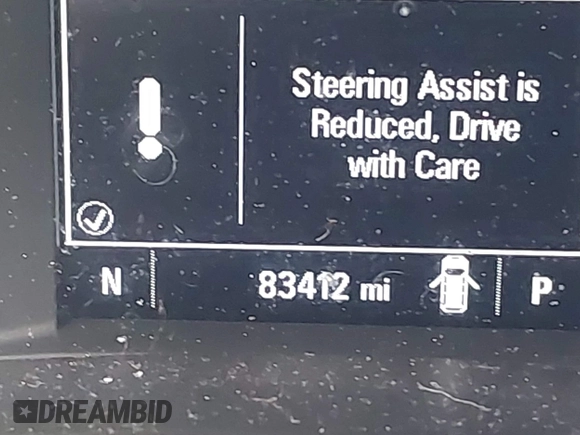 Steering Assist is
Reduced, Drive
with Care
N 83412 mi P
DREAMBID